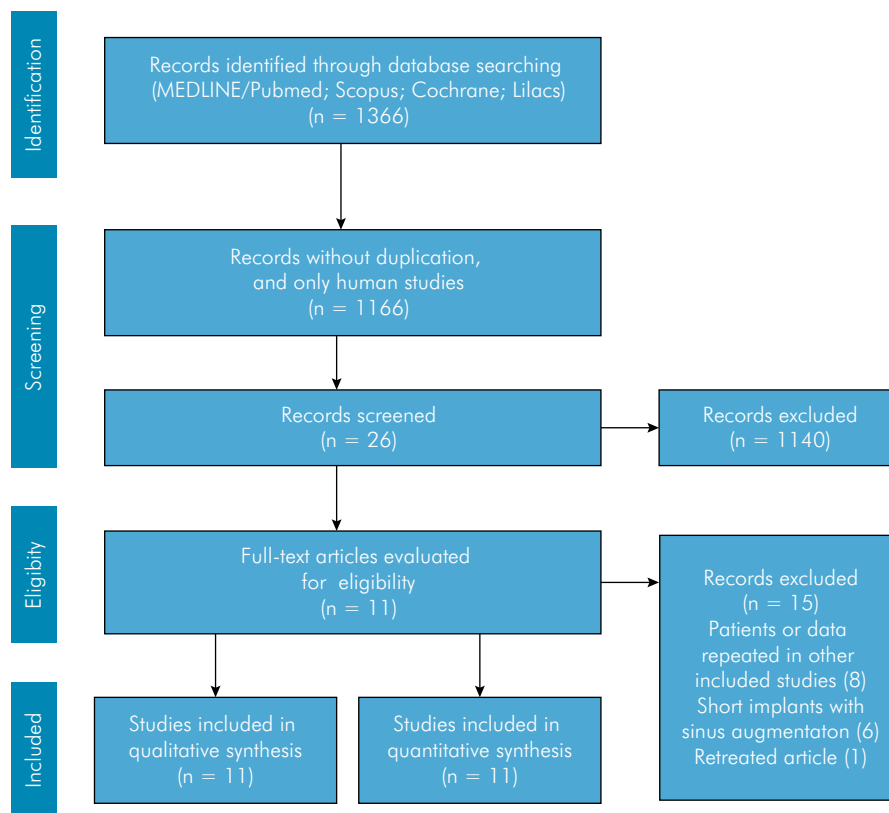 Identification
Records identified through database searching
(MEDLINE/Pubmed; Scopus; Cochrane; Lilacs)
(n = 1366)
Screening
Records without duplication,
and only human studies
(n = 1166)
Records screened
(n = 26)
Records excluded
(n = 1140)
Eligibity
Full-text articles evaluated
for eligibility
(n = 11)
Records excluded
(n = 15)
Patients or data
repeated in other
included studies (8)
Short implants with
sinus augmentaton (6)
Retreated article (1)
Included
Studies included in
qualitative synthesis
(n = 11)
Studies included in
quantitative synthesis
(n = 11)